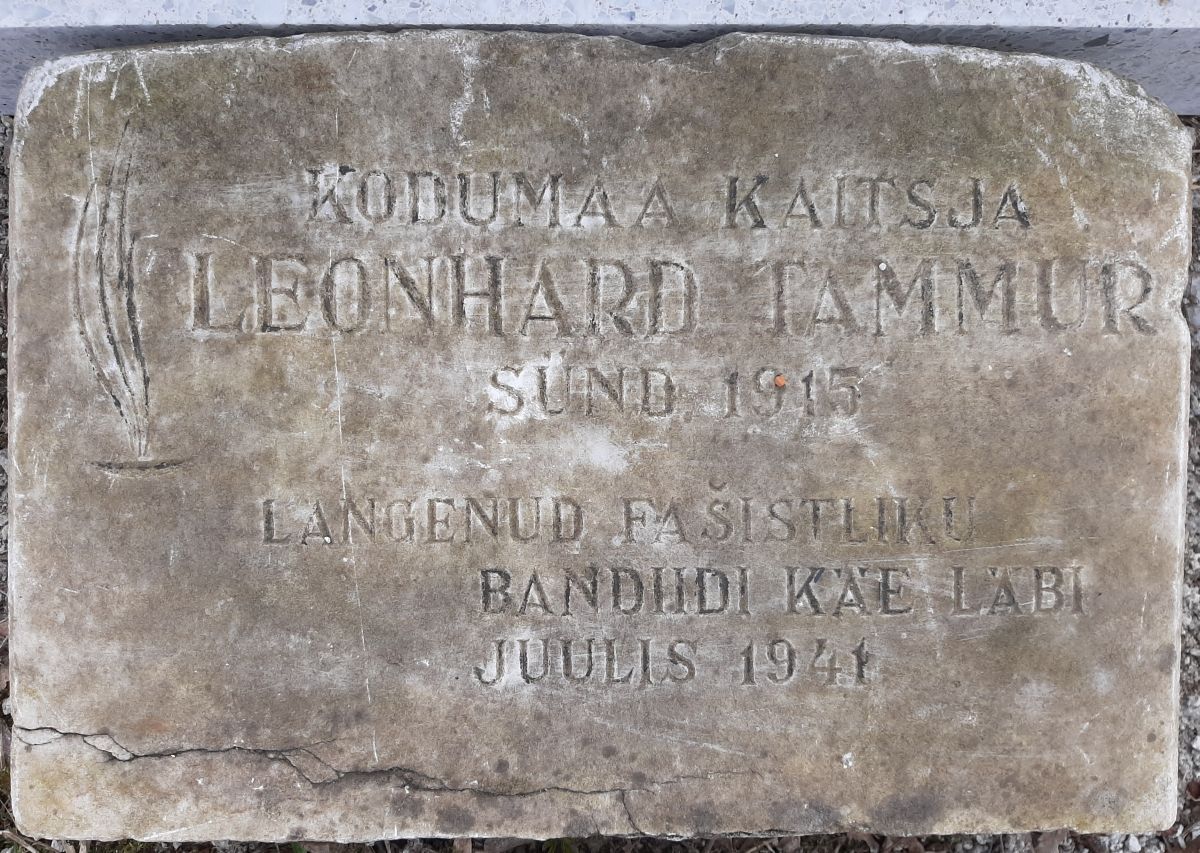 KODUMAA KAITSJA
LEONHARD TAMMUR
SÜND. 1915
LANGENUD FAŠISTLIKU
BANDIIDI KÄE LÄBI
JUULIS 1941